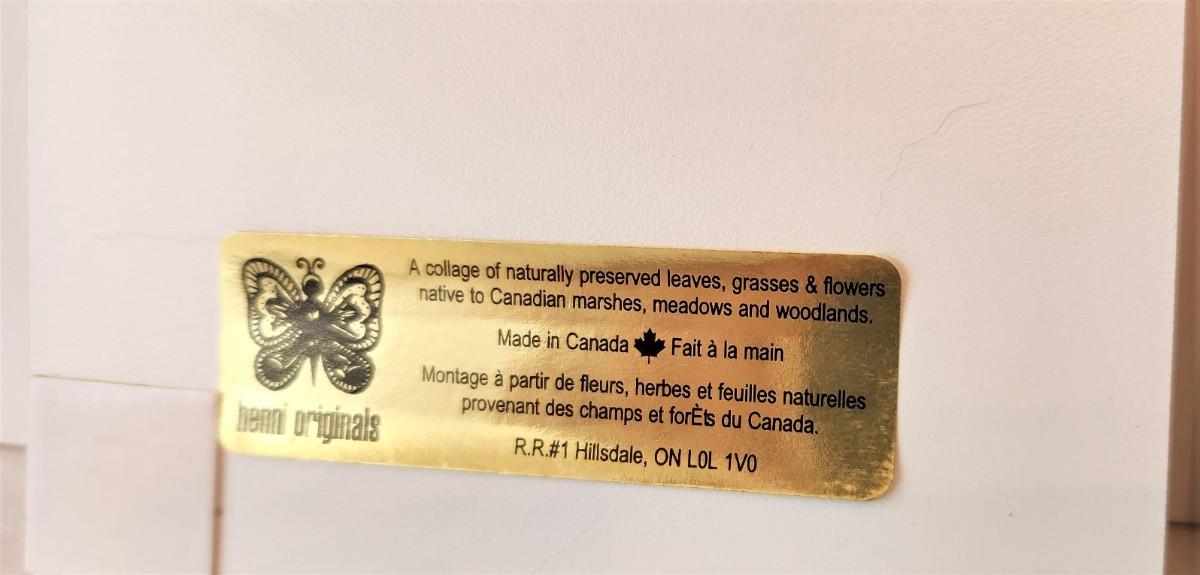 A collage of naturally preserved leaves, grasses & flowers
native to Canadian marshes, meadows and woodlands.
Made in Canada Fait à la main
Montage à partir de fleurs, herbes et feuilles naturelles
provenant des champs et forÈts du Canada.
R.R.#1 Hillsdale, ON L0L 1V0
henni originals